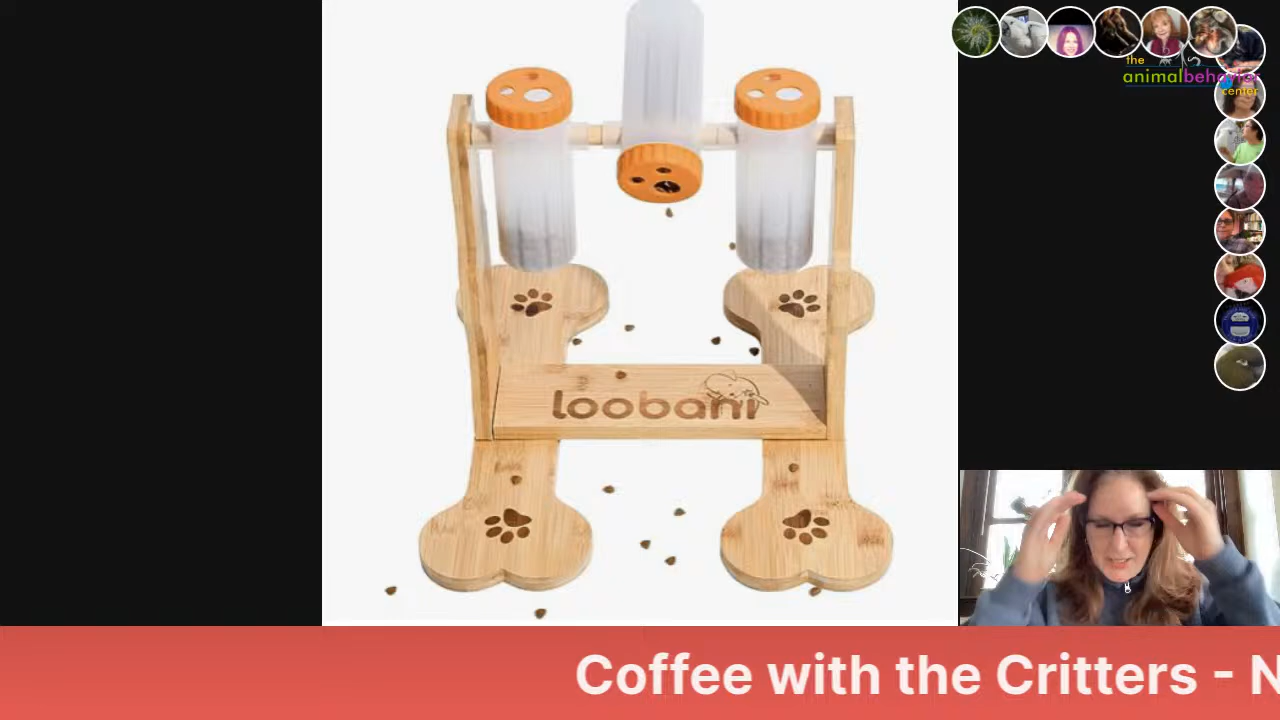 the
animalbehavior
center
loobani
Coffee with the Critters - N